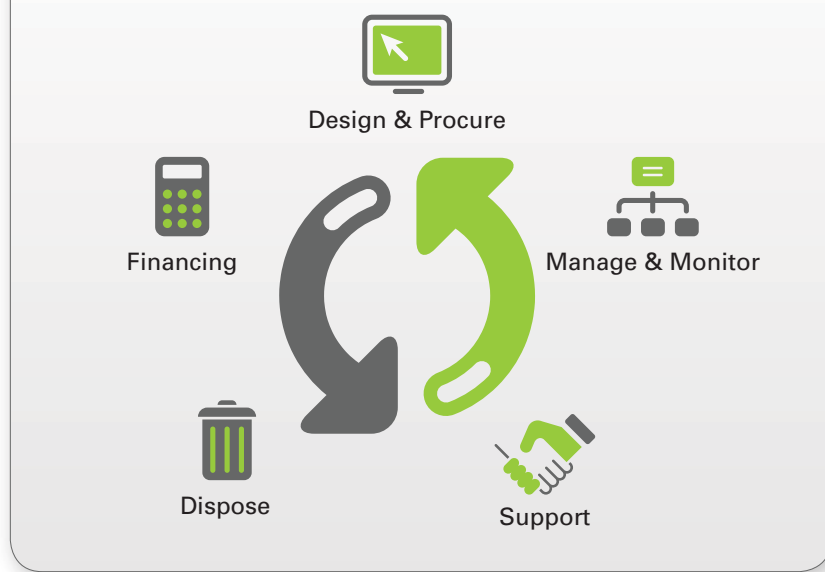 Design & Procure
Financing
Manage & Monitor
Dispose
Support